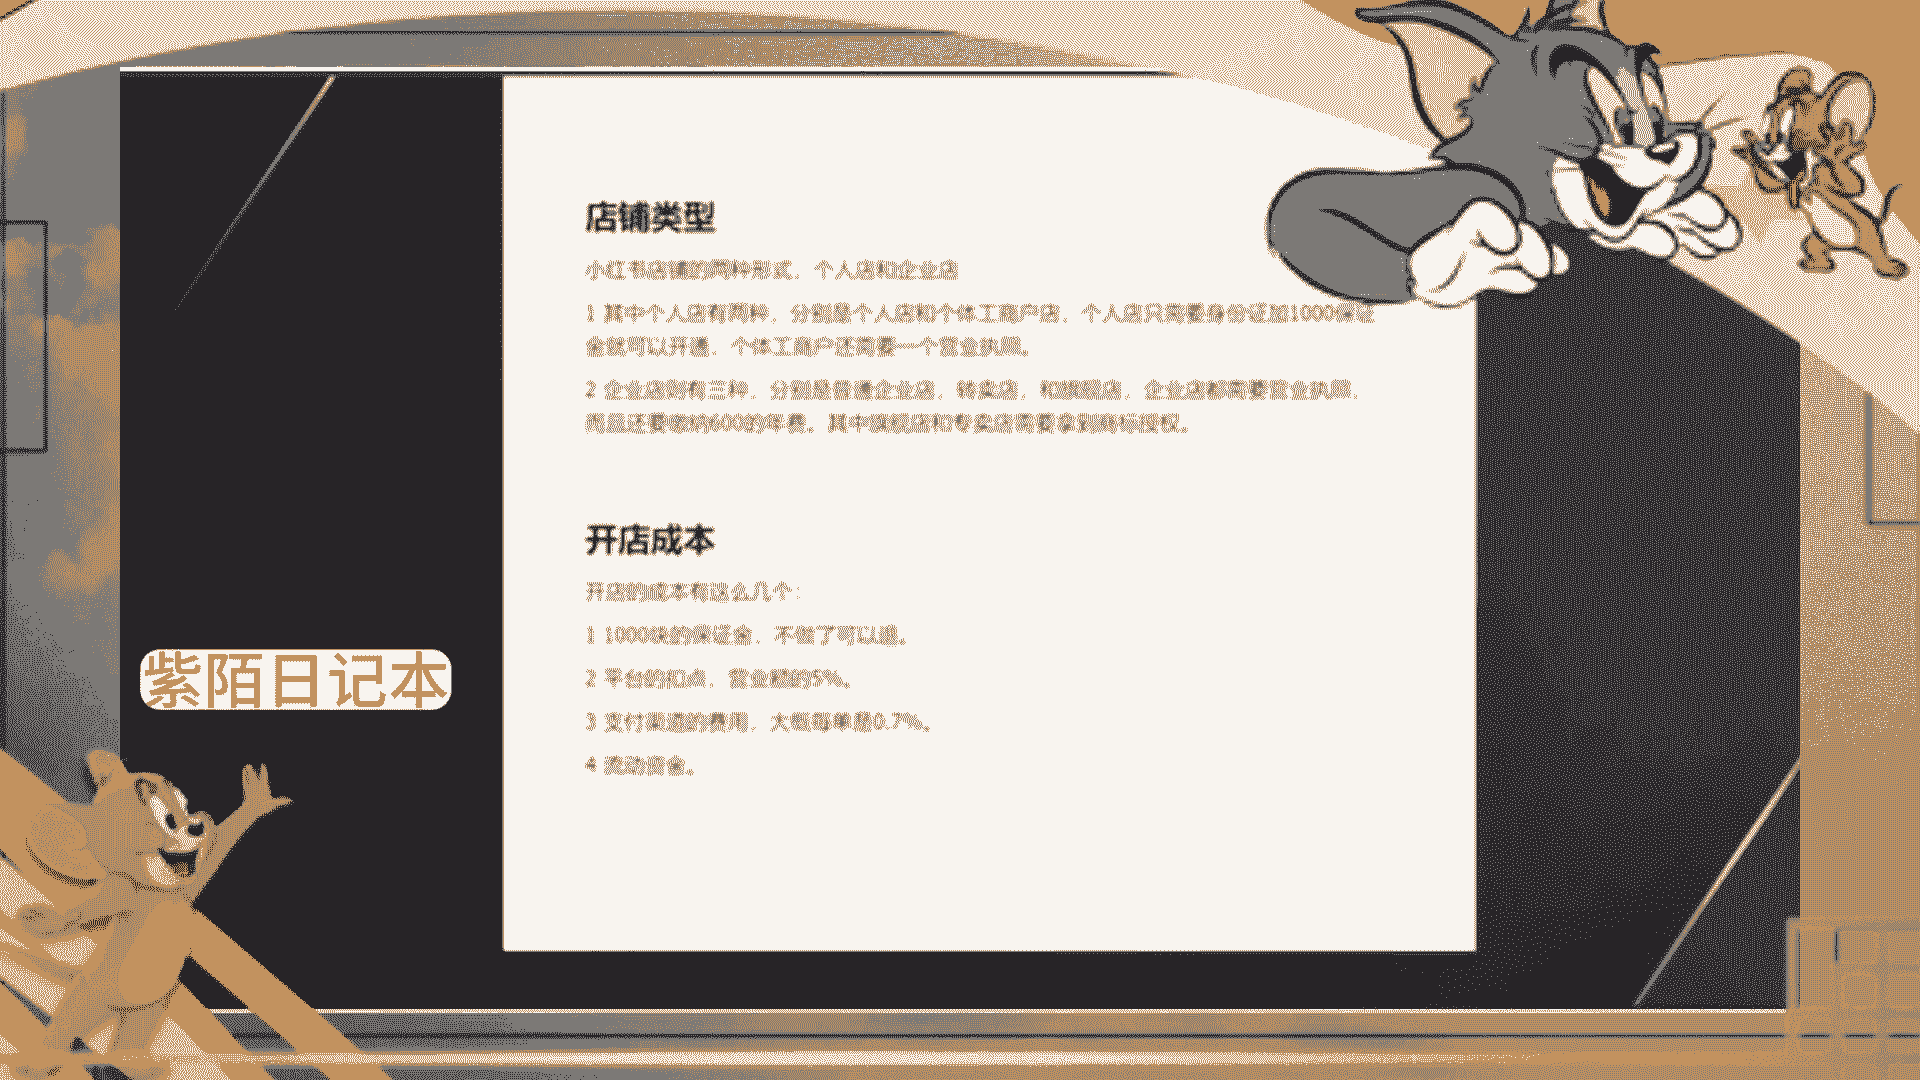 店铺类型
小红书店铺的两种形式，个人店和企业店
1 其中个人店有两种，分别是个人店和个体工商户店，个人店只需要身份证加1000保证
金就可以开通，个体工商户还需要一个营业执照。
2 企业店则有三种，分别是普通企业店，转卖店，和旗舰店，企业店都需要营业执照，
而且还要缴纳600的年费。其中旗舰店和专卖店需要拿到商标授权。
开店成本
开店的成本有这么几个：
1 1000块的保证金，不做了可以退。
2 平台的扣点，营业额的5%。
3 支付渠道的费用，大概每单是0.7%。
4 流动资金。
紫陌日记本